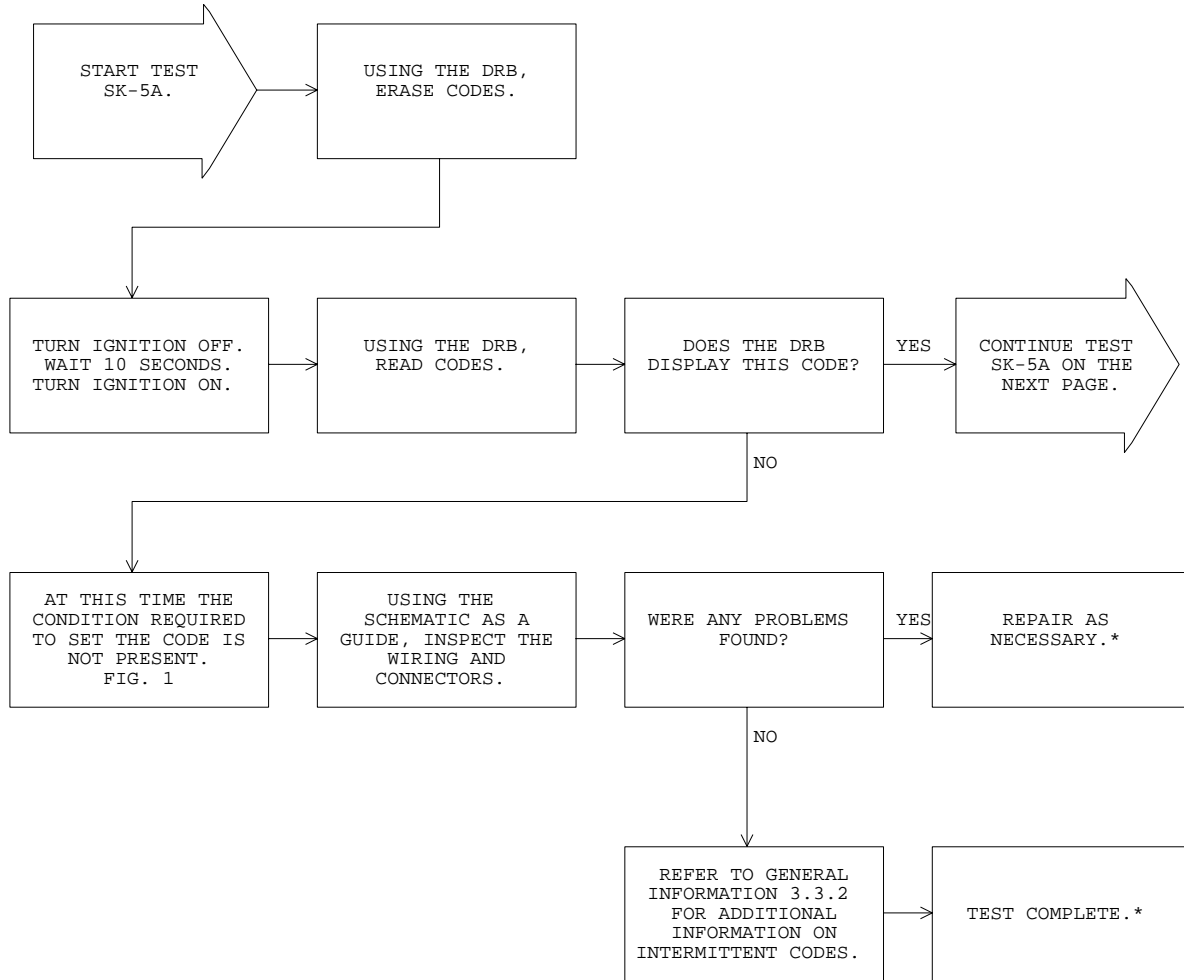 START TEST
SK-5A.
USING THE DRB,
ERASE CODES.
TURN IGNITION OFF.
WAIT 10 SECONDS.
TURN IGNITION ON.
USING THE DRB,
READ CODES.
DOES THE DRB
DISPLAY THIS CODE?
YES
CONTINUE TEST
SK-5A ON THE
NEXT PAGE.
NO
AT THIS TIME THE
CONDITION REQUIRED
TO SET THE CODE IS
NOT PRESENT.
FIG. 1
USING THE
SCHEMATIC AS A
GUIDE, INSPECT THE
WIRING AND
CONNECTORS.
WERE ANY PROBLEMS
FOUND?
YES
REPAIR AS
NECESSARY.*
NO
REFER TO GENERAL
INFORMATION 3.3.2
FOR ADDITIONAL
INFORMATION ON
INTERMITTENT CODES.
TEST COMPLETE.*